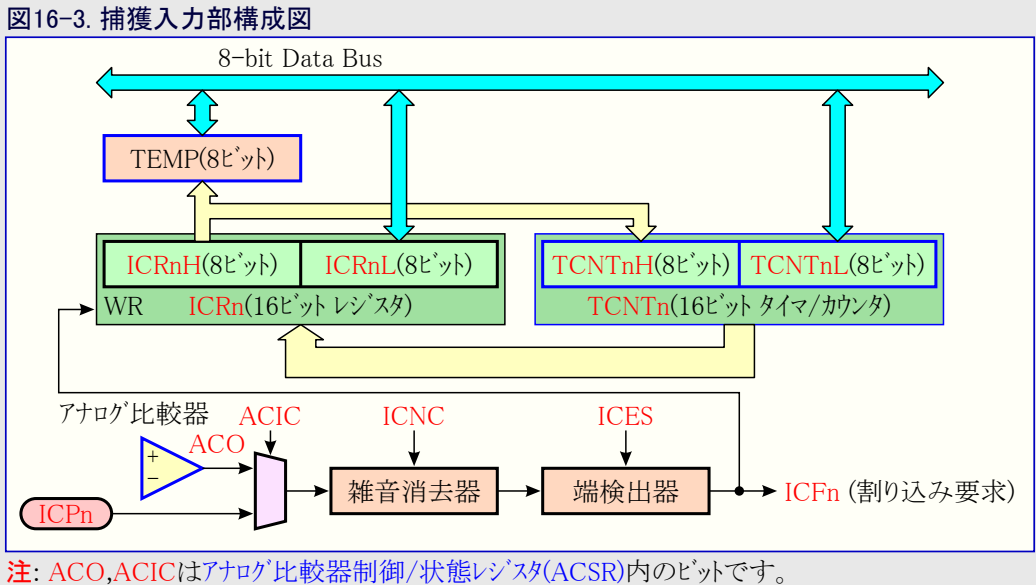 図16-3. 捕獲入力部構成図
8-bit Data Bus
TEMP(8ﾋﾞｯﾄ)
ICRnH(8ﾋﾞｯﾄ) ICRnL(8ﾋﾞｯﾄ) TCNTnH(8ﾋﾞｯﾄ) TCNTnL(8ﾋﾞｯﾄ)
WR ICRn(16ﾋﾞｯﾄ ﾚｼﾞｽﾀ) TCNTn(16ﾋﾞｯﾄ ﾀｲﾏ/ｶｳﾝﾀ)
ｱﾅﾛｸﾞ比較器 ACIC ICNC ICES
ACO
+
-
雑音消去器 端検出器 ICFn (割り込み要求)
ICPn
注: ACO,ACICはｱﾅﾛｸﾞ比較器制御/状態ﾚｼﾞｽﾀ(ACSR)内のﾋﾞｯﾄです。